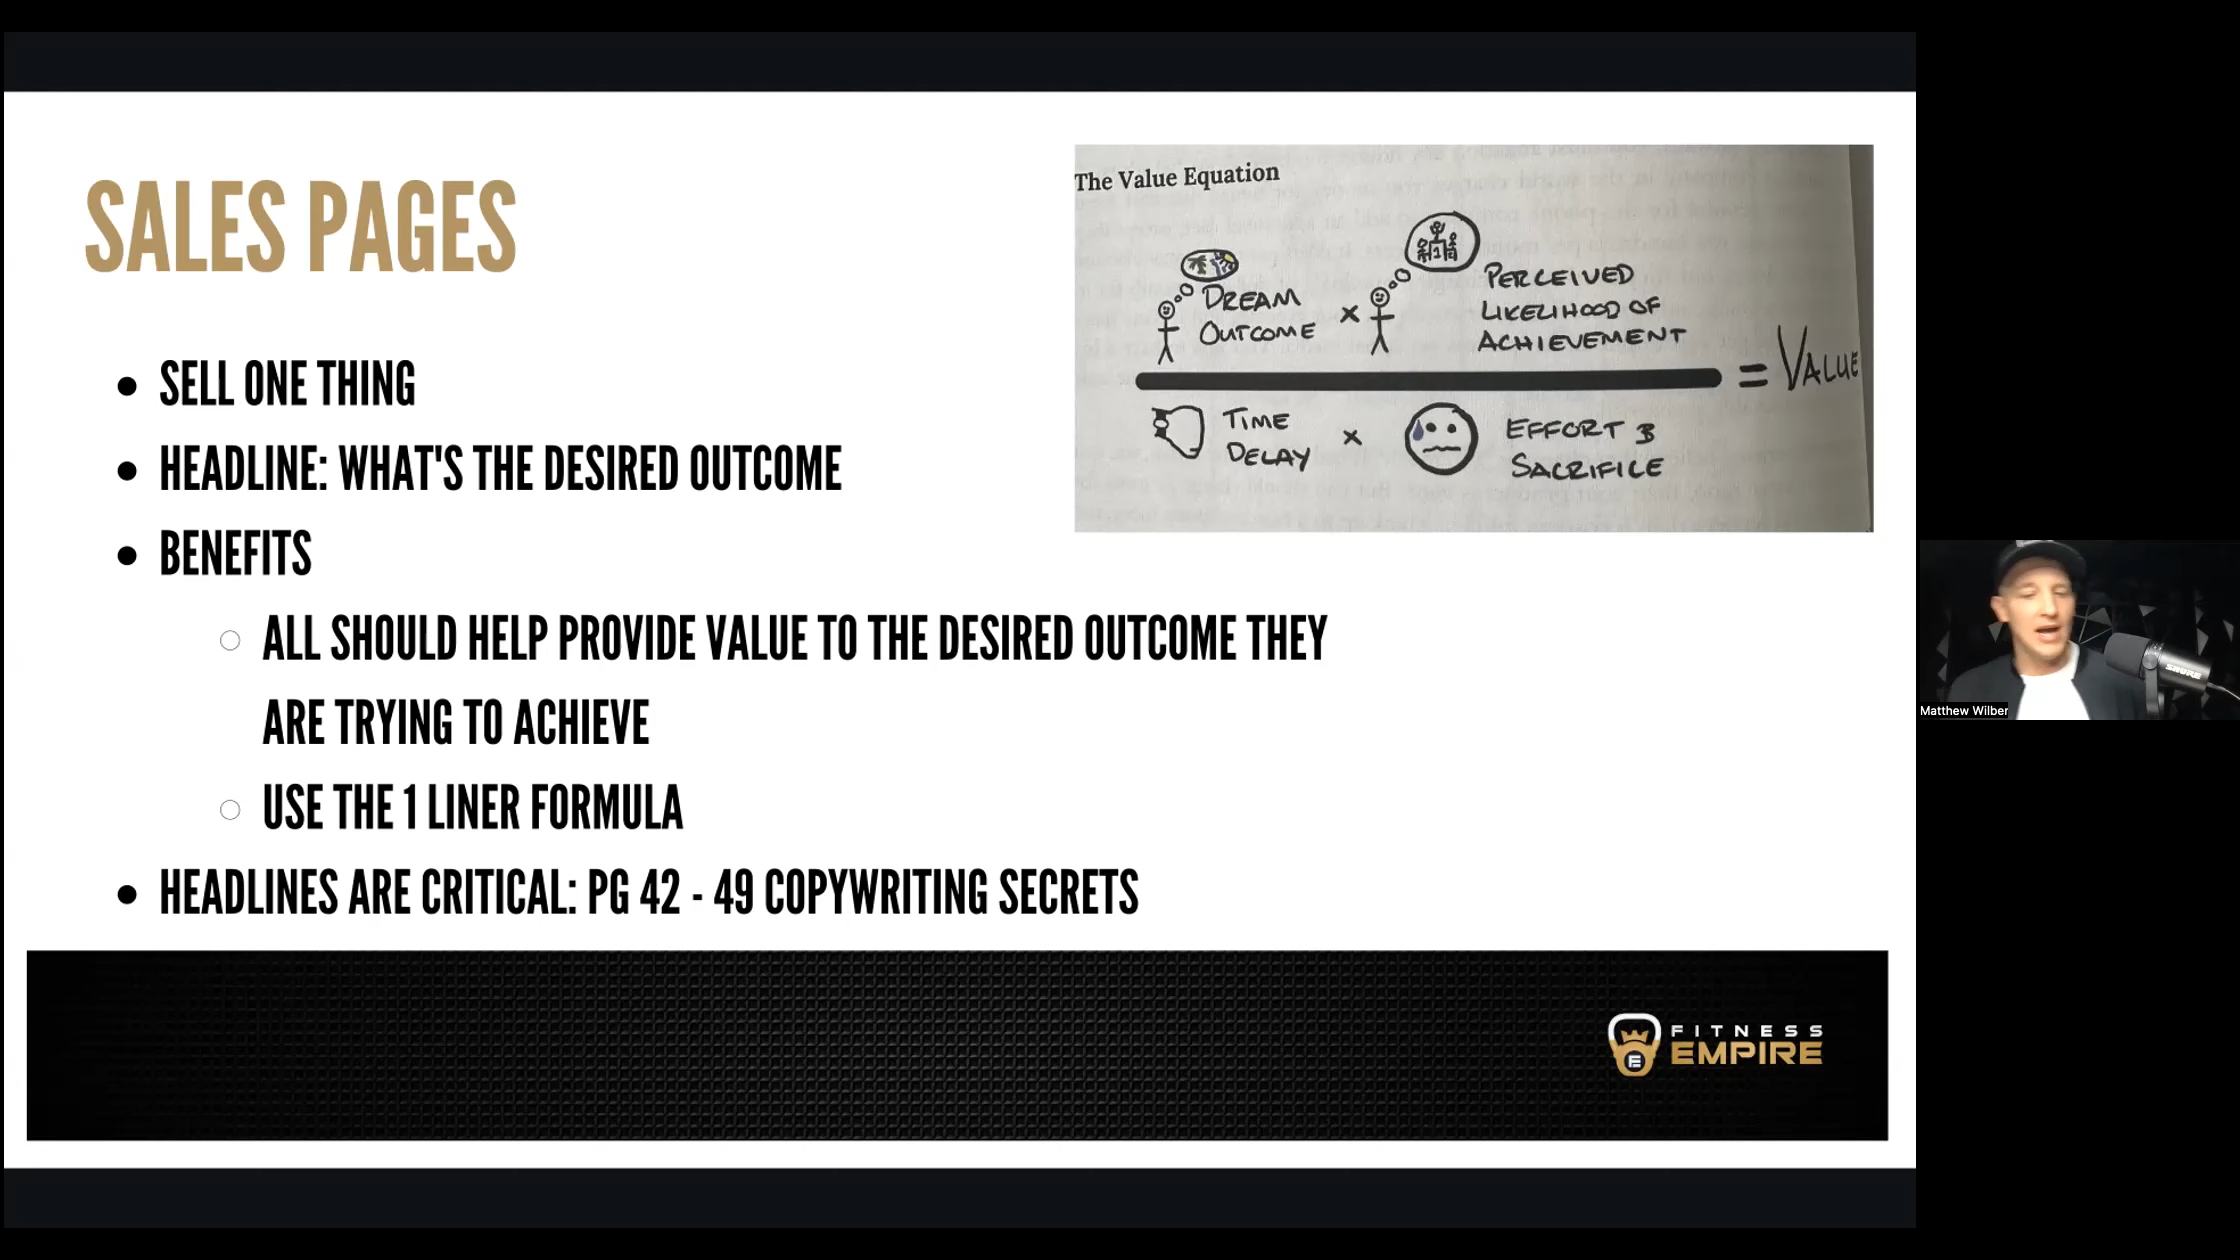 SALES PAGES
SELL ONE THING
HEADLINE: WHAT'S THE DESIRED OUTCOME
BENEFITS
ALL SHOULD HELP PROVIDE VALUE TO THE DESIRED OUTCOME THEY
ARE TRYING TO ACHIEVE
USE THE 1 LINER FORMULA
HEADLINES ARE CRITICAL: PG 42 - 49 COPYWRITING SECRETS
The Value Equation
DREAM
OUTCOME
x
PERCEIVED
LIKELIHOOD OF
ACHIEVEMENT
= VALUE
TIME
DELAY
x
EFFORT &
SACRIFICE
1
E
FITNESS
EMPIRE
SHURE
Matthew Wilber